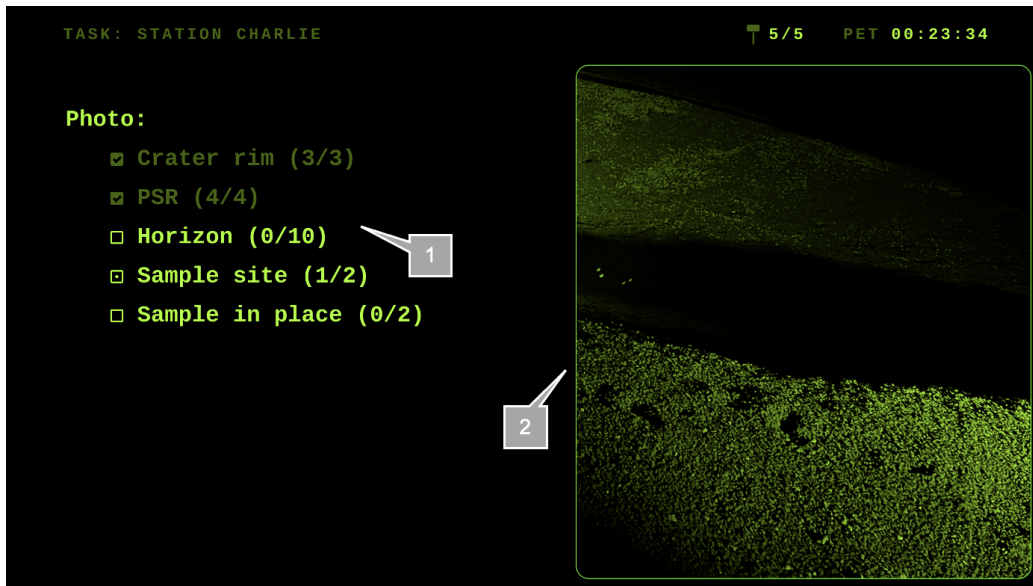 TASK: STATION CHARLIE
5/5 PET 00:23:34
Photo:
Crater rim (3/3)
PSR (4/4)
Horizon (0/10)
1
Sample site (1/2)
Sample in place (0/2)
2